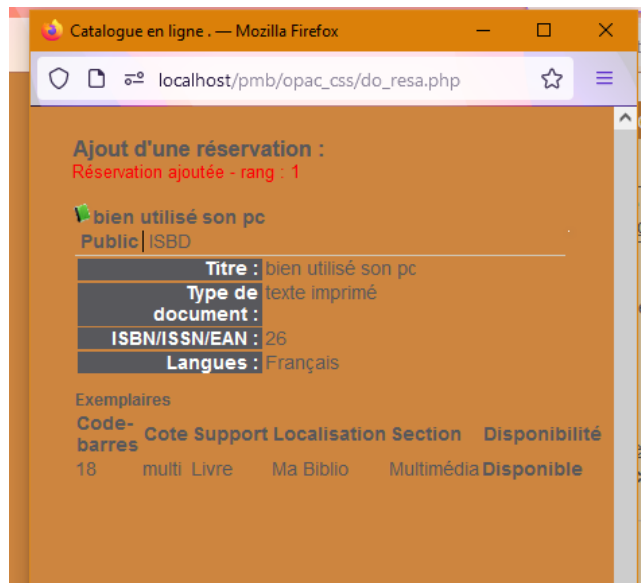 Catalogue en ligne . — Mozilla Firefox
localhost/pmb/opac_css/do_resa.php
Ajout d'une réservation :
Réservation ajoutée - rang : 1
bien utilisé son pc
Public ISBD
Titre : bien utilisé son pc
Type de texte imprimé
document :
ISBN/ISSN/EAN : 26
Langues : Français
Exemplaires
Code-
barres Cote Support Localisation Section Disponibilité
18 multi Livre Ma Biblio Multimédia Disponible